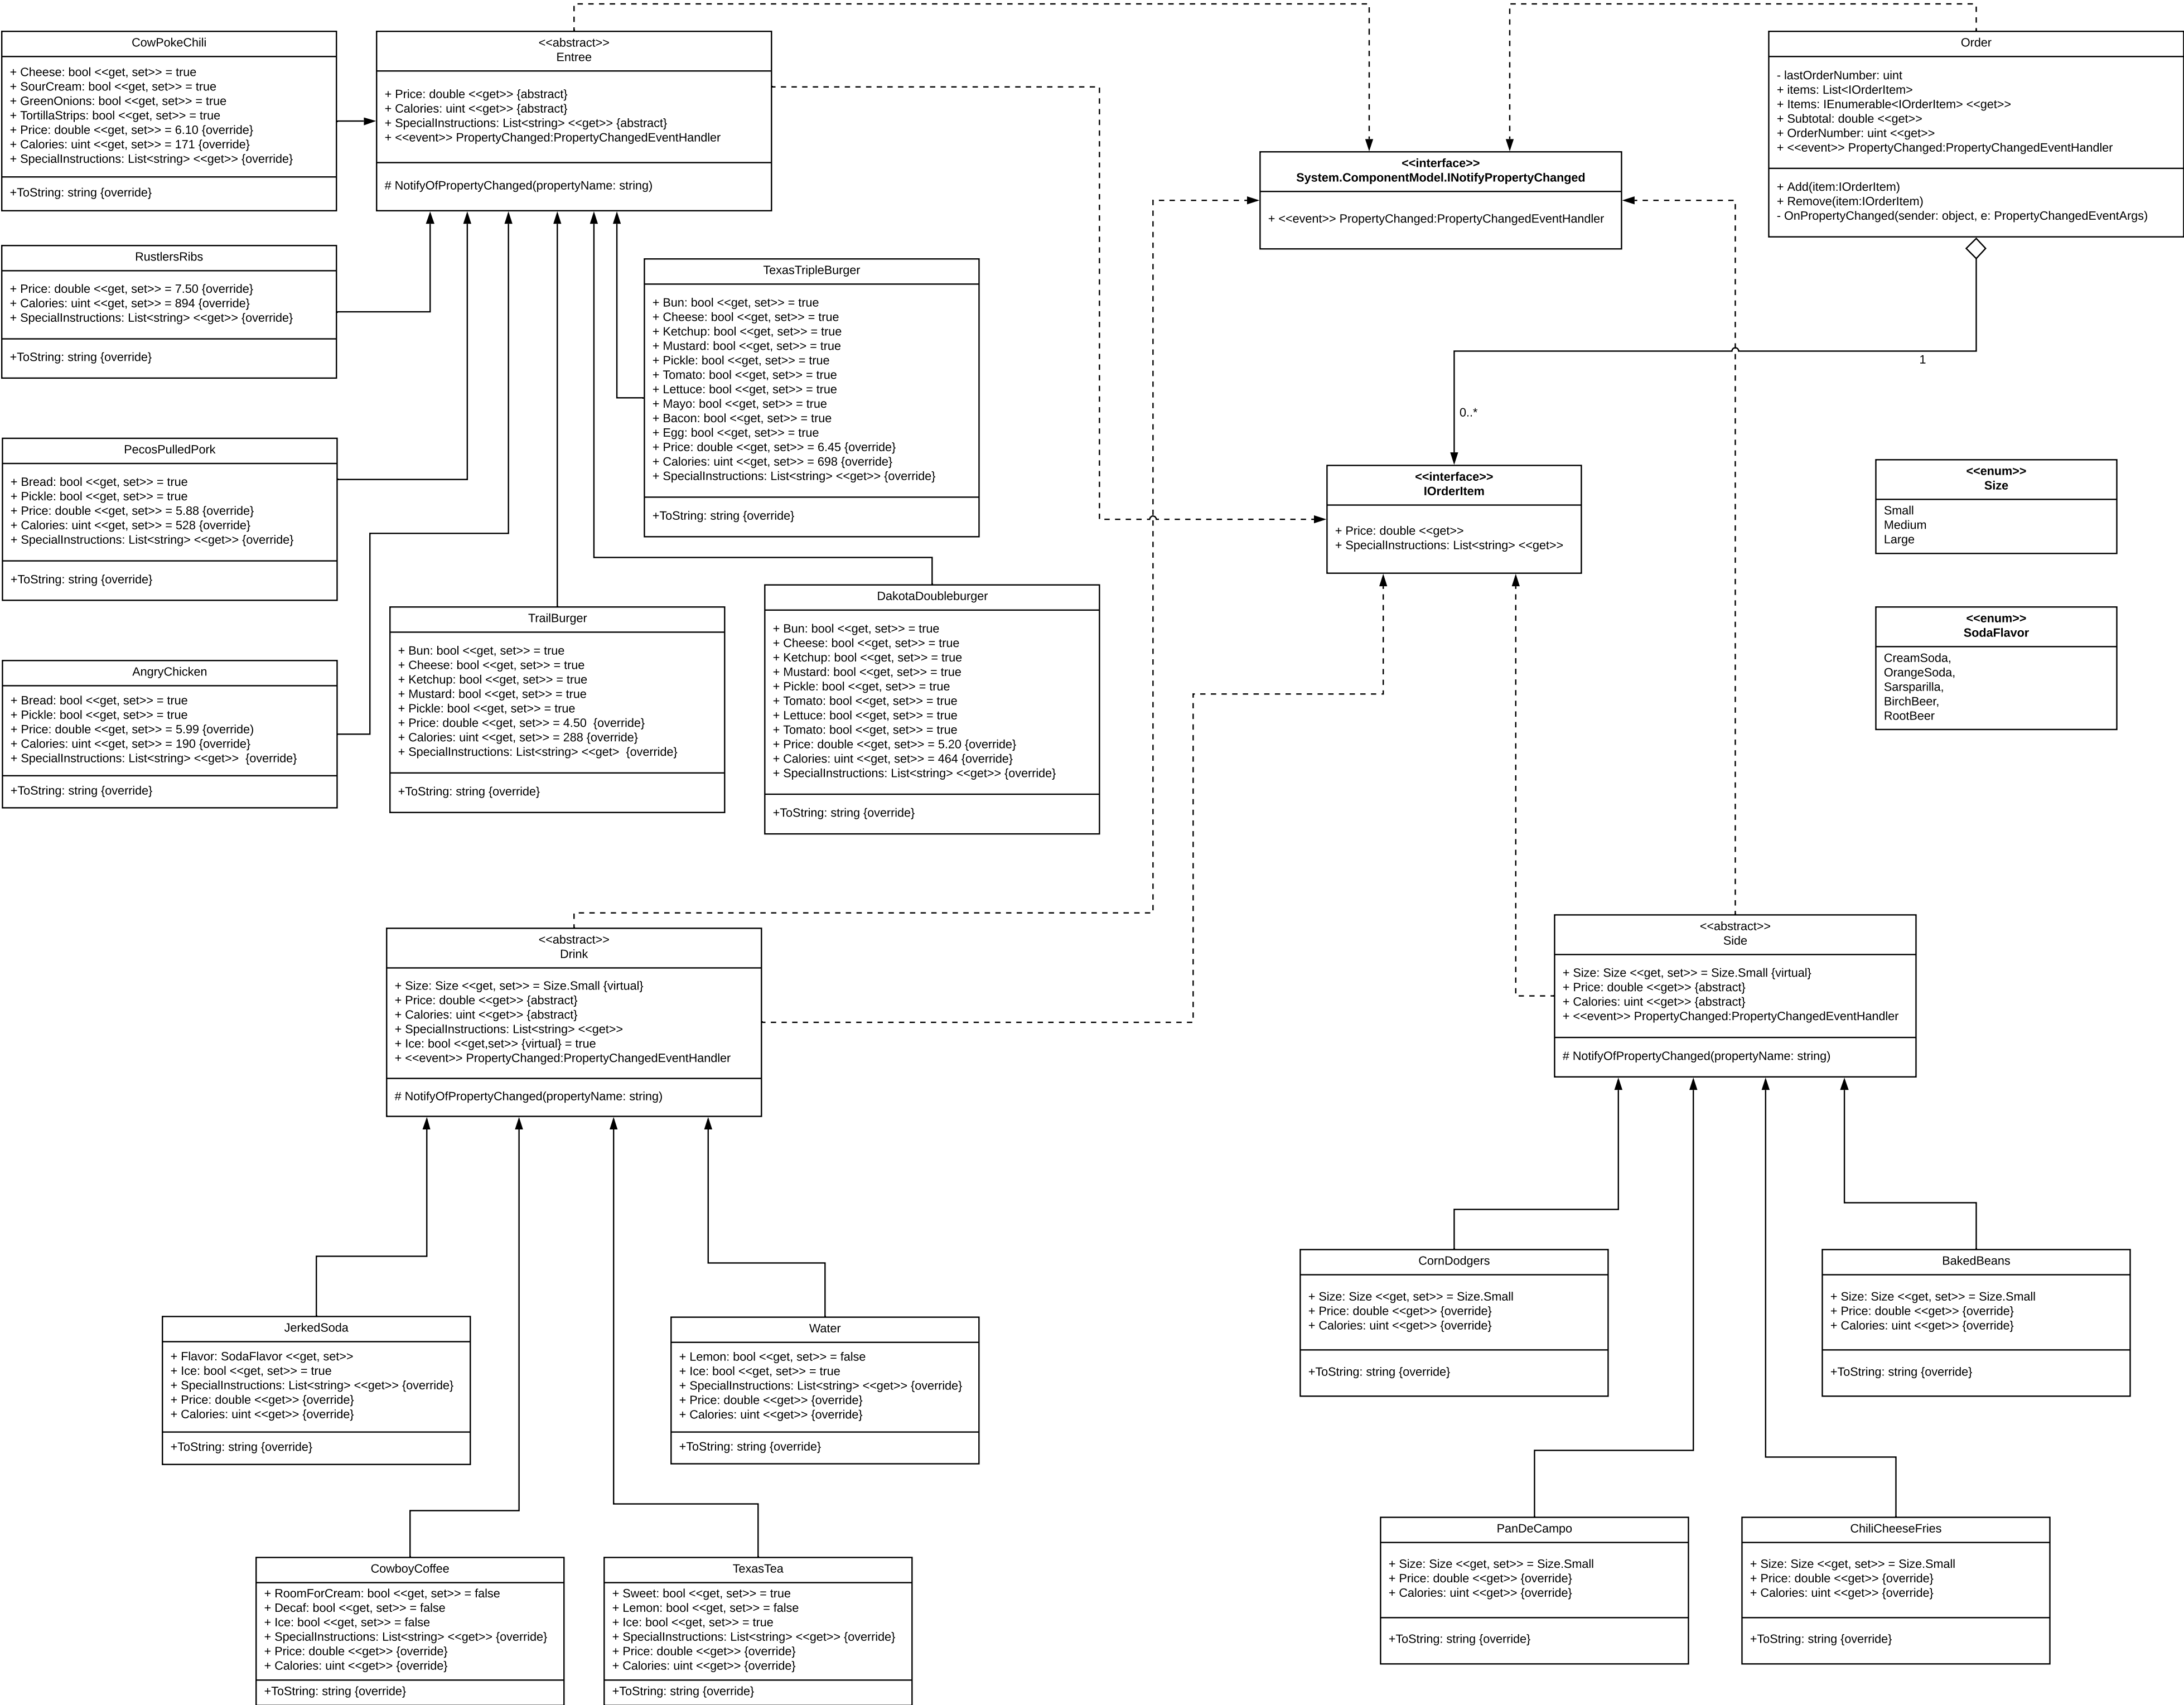 CowPokeChili
+ Cheese: bool <<get, set>> = true
+ SourCream: bool <<get, set>> = true
+ GreenOnions: bool <<get, set>> = true
+ TortillaStrips: bool <<get, set>> = true
+ Price: double <<get, set>> = 6.10 {override}
+ Calories: uint <<get, set>> = 171 {override}
+ SpecialInstructions: List<string> <<get>> {override}
+ToString: string {override}
<<abstract>>
Entree
+ Price: double <<get>> {abstract}
+ Calories: uint <<get>> {abstract}
+ SpecialInstructions: List<string> <<get>> {abstract}
+ <<event>> PropertyChanged:PropertyChangedEventHandler
# NotifyOfPropertyChanged(propertyName: string)
<<interface>>
System.ComponentModel.INotifyPropertyChanged
+ <<event>> PropertyChanged:PropertyChangedEventHandler
Order
- lastOrderNumber: uint
+ items: List<IOrderItem>
+ Items: IEnumerable<IOrderItem> <<get>>
+ Subtotal: double <<get>>
+ OrderNumber: uint <<get>>
+ <<event>> PropertyChanged:PropertyChangedEventHandler
+ Add(item:IOrderItem)
+ Remove(item:IOrderItem)
- OnPropertyChanged(sender: object, e: PropertyChangedEventArgs)
RustlersRibs
+ Price: double <<get, set>> = 7.50 {override}
+ Calories: uint <<get, set>> = 894 {override}
+ SpecialInstructions: List<string> <<get>> {override}
+ToString: string {override}
TexasTripleBurger
+ Bun: bool <<get, set>> = true
+ Cheese: bool <<get, set>> = true
+ Ketchup: bool <<get, set>> = true
+ Mustard: bool <<get, set>> = true
+ Pickle: bool <<get, set>> = true
+ Tomato: bool <<get, set>> = true
+ Lettuce: bool <<get, set>> = true
+ Mayo: bool <<get, set>> = true
+ Bacon: bool <<get, set>> = true
+ Egg: bool <<get, set>> = true
+ Price: double <<get, set>> = 6.45 {override}
+ Calories: uint <<get, set>> = 698 {override}
+ SpecialInstructions: List<string> <<get>> {override}
+ToString: string {override}
1
0..*
PecosPulledPork
+ Bread: bool <<get, set>> = true
+ Pickle: bool <<get, set>> = true
+ Price: double <<get, set>> = 5.88 {override}
+ Calories: uint <<get, set>> = 528 {override}
+ SpecialInstructions: List<string> <<get>> {override}
+ToString: string {override}
<<interface>>
IOrderItem
+ Price: double <<get>>
+ SpecialInstructions: List<string> <<get>>
<<enum>>
Size
Small
Medium
Large
<<enum>>
SodaFlavor
CreamSoda,
OrangeSoda,
Sarsparilla,
BirchBeer,
RootBeer
AngryChicken
+ Bread: bool <<get, set>> = true
+ Pickle: bool <<get, set>> = true
+ Price: double <<get, set>> = 5.99 {override)
+ Calories: uint <<get, set>> = 190 {override}
+ SpecialInstructions: List<string> <<get>>  {override}
+ToString: string {override}
TrailBurger
+ Bun: bool <<get, set>> = true
+ Cheese: bool <<get, set>> = true
+ Ketchup: bool <<get, set>> = true
+ Mustard: bool <<get, set>> = true
+ Pickle: bool <<get, set>> = true
+ Price: double <<get, set>> = 4.50  {override}
+ Calories: uint <<get, set>> = 288 {override}
+ SpecialInstructions: List<string> <<get>  {override}
+ToString: string {override}
DakotaDoubleburger
+ Bun: bool <<get, set>> = true
+ Cheese: bool <<get, set>> = true
+ Ketchup: bool <<get, set>> = true
+ Mustard: bool <<get, set>> = true
+ Pickle: bool <<get, set>> = true
+ Tomato: bool <<get, set>> = true
+ Lettuce: bool <<get, set>> = true
+ Tomato: bool <<get, set>> = true
+ Price: double <<get, set>> = 5.20 {override}
+ Calories: uint <<get, set>> = 464 {override}
+ SpecialInstructions: List<string> <<get>> {override}
+ToString: string {override}
<<abstract>>
Drink
+ Size: Size <<get, set>> = Size.Small {virtual}
+ Price: double <<get>> {abstract}
+ Calories: uint <<get>> {abstract}
+ SpecialInstructions: List<string> <<get>>
+ Ice: bool <<get,set>> {virtual} = true
+ <<event>> PropertyChanged:PropertyChangedEventHandler
# NotifyOfPropertyChanged(propertyName: string)
<<abstract>>
Side
+ Size: Size <<get, set>> = Size.Small {virtual}
+ Price: double <<get>> {abstract}
+ Calories: uint <<get>> {abstract}
+ <<event>> PropertyChanged:PropertyChangedEventHandler
# NotifyOfPropertyChanged(propertyName: string)
JerkedSoda
+ Flavor: SodaFlavor <<get, set>>
+ Ice: bool <<get, set>> = true
+ SpecialInstructions: List<string> <<get>> {override}
+ Price: double <<get>> {override}
+ Calories: uint <<get>> {override}
+ToString: string {override}
Water
+ Lemon: bool <<get, set>> = false
+ Ice: bool <<get, set>> = true
+ SpecialInstructions: List<string> <<get>> {override}
+ Price: double <<get>> {override}
+ Calories: uint <<get>> {override}
+ToString: string {override}
CornDodgers
+ Size: Size <<get, set>> = Size.Small
+ Price: double <<get>> {override}
+ Calories: uint <<get>> {override}
+ToString: string {override}
BakedBeans
+ Size: Size <<get, set>> = Size.Small
+ Price: double <<get>> {override}
+ Calories: uint <<get>> {override}
+ToString: string {override}
CowboyCoffee
+ RoomForCream: bool <<get, set>> = false
+ Decaf: bool <<get, set>> = false
+ Ice: bool <<get, set>> = false
+ SpecialInstructions: List<string> <<get>> {override}
+ Price: double <<get>> {override}
+ Calories: uint <<get>> {override}
+ToString: string {override}
TexasTea
+ Sweet: bool <<get, set>> = true
+ Lemon: bool <<get, set>> = false
+ Ice: bool <<get, set>> = true
+ SpecialInstructions: List<string> <<get>> {override}
+ Price: double <<get>> {override}
+ Calories: uint <<get>> {override}
+ToString: string {override}
PanDeCampo
+ Size: Size <<get, set>> = Size.Small
+ Price: double <<get>> {override}
+ Calories: uint <<get>> {override}
+ToString: string {override}
ChiliCheeseFries
+ Size: Size <<get, set>> = Size.Small
+ Price: double <<get>> {override}
+ Calories: uint <<get>> {override}
+ToString: string {override}